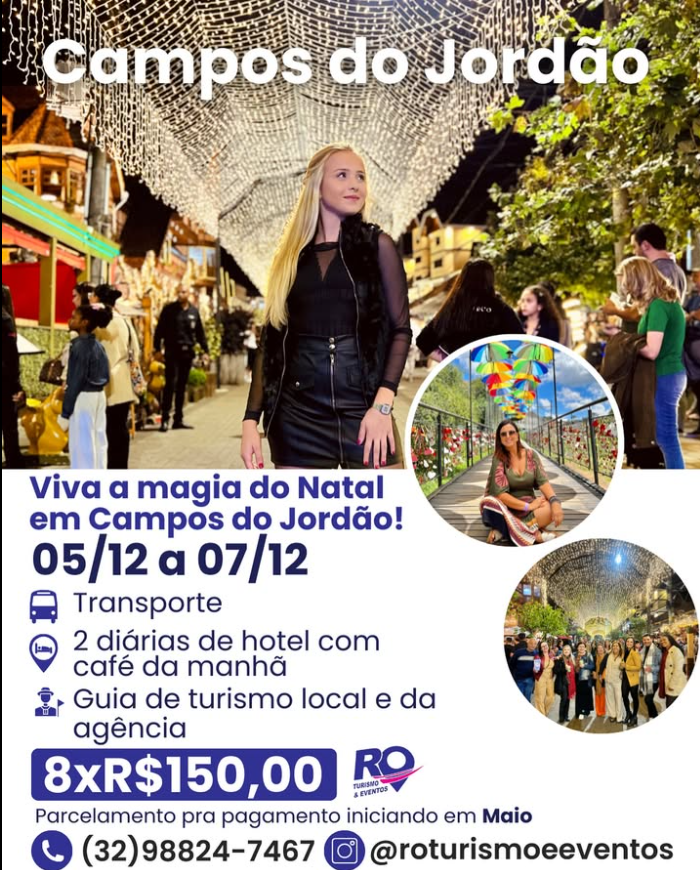 Campos do Jordão
Viva a magia do Natal
em Campos do Jordão!
05/12 a 07/12
Transporte
2 diárias de hotel com
café da manhã
Guia de turismo local e da
agência
8xR$150,00
RO
TURISMO
& EVENTOS
Parcelamento pra pagamento iniciando em Maio
(32)98824-7467
@roturismoeeventos